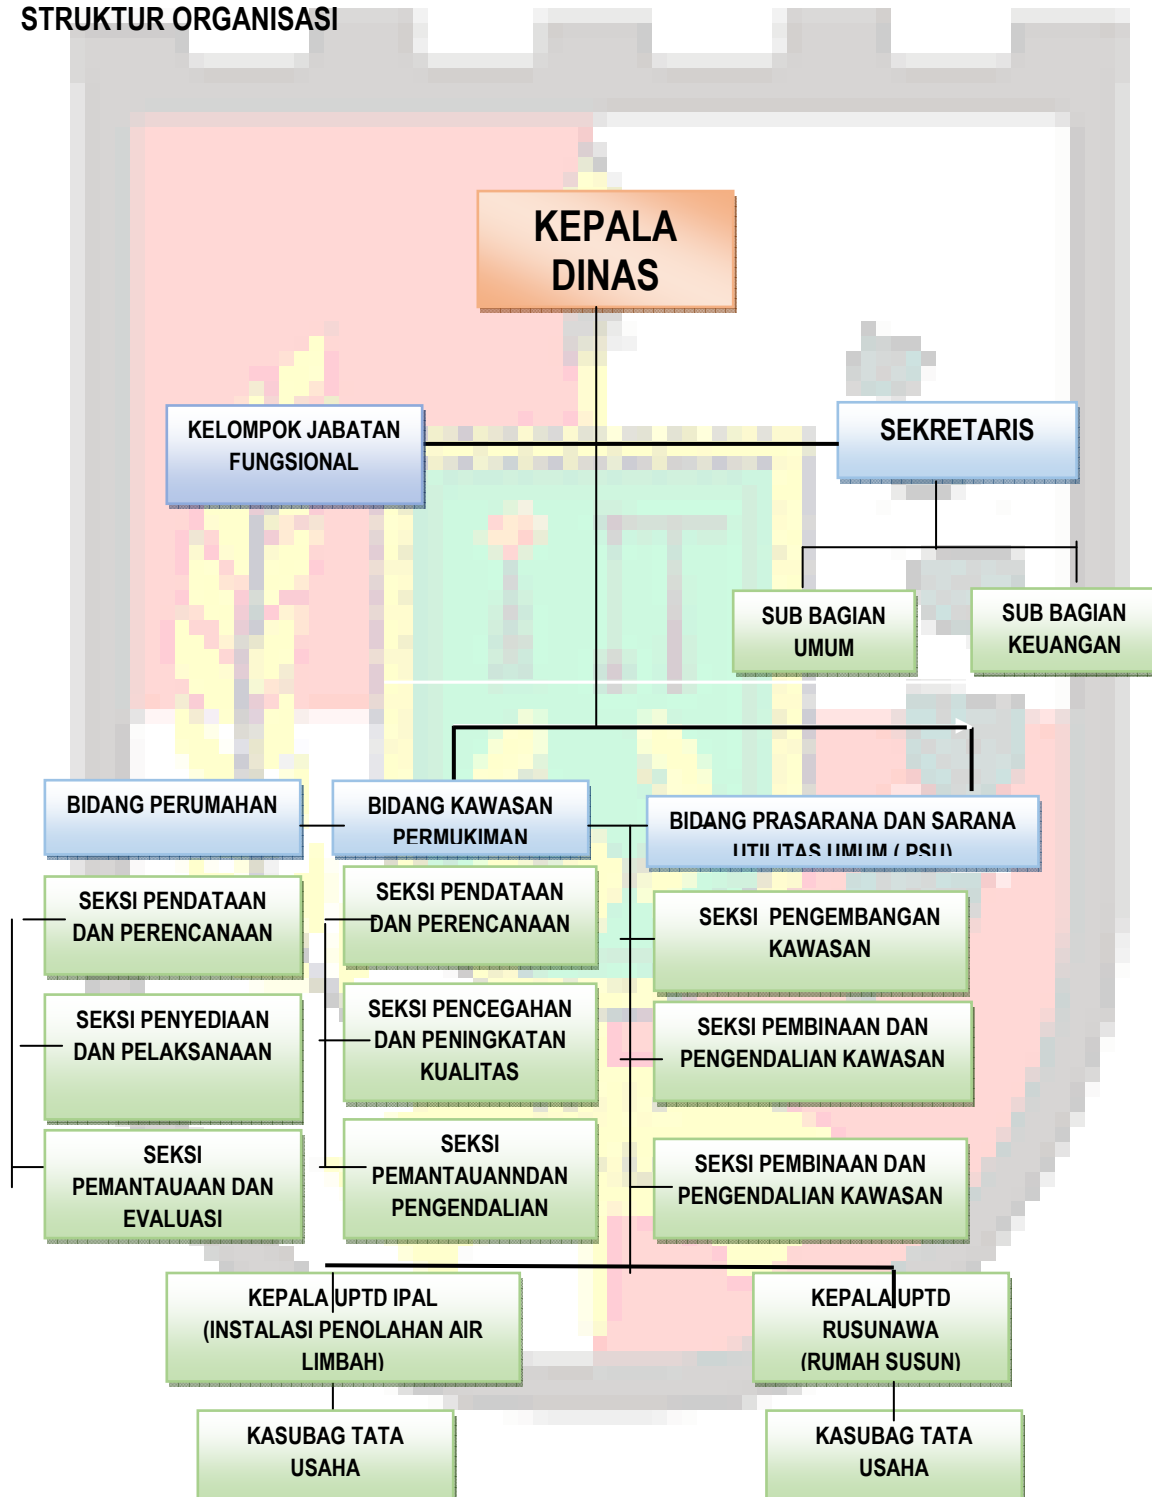 STRUKTUR ORGANISASI
KEPALA
DINAS
KELOMPOK JABATAN
FUNGSIONAL
SEKRETARIS
SUB BAGIAN
UMUM
SUB BAGIAN
KEUANGAN
BIDANG PERUMAHAN
BIDANG KAWASAN
PERMUKIMAN
BIDANG PRASARANA DAN SARANA
UTILITAS UMUM ( PSU)
SEKSI PENDATAAN
DAN PERENCANAAN
SEKSI PENYEDIAAN
DAN PELAKSANAAN
SEKSI
PEMANTAUAAN DAN
EVALUASI
SEKSI PENDATAAN
DAN PERENCANAAN
SEKSI PENCEGAHAN
DAN PENINGKATAN
KUALITAS
SEKSI
PEMANTAUANNDAN
PENGENDALIAN
SEKSI  PENGEMBANGAN
KAWASAN
SEKSI PEMBINAAN DAN
PENGENDALIAN KAWASAN
SEKSI PEMBINAAN DAN
PENGENDALIAN KAWASAN
KEPALA UPTD IPAL
(INSTALASI PENOLAHAN AIR
LIMBAH)
KASUBAG TATA
USAHA
KEPALA UPTD
RUSUNAWA
(RUMAH SUSUN)
KASUBAG TATA
USAHA